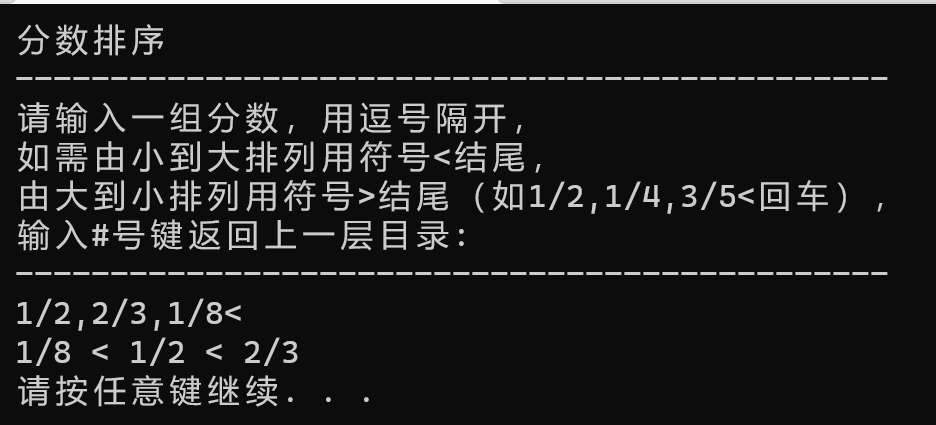 分数排序
----------------------------------------------
请输入一组分数，用逗号隔开，
如需由小到大排列用符号<结尾，
由大到小排列用符号>结尾（如1/2,1/4,3/5<回车），
输入#号键返回上一层目录：
----------------------------------------------
1/2,2/3,1/8<
1/8 < 1/2 < 2/3
请按任意键继续. . .